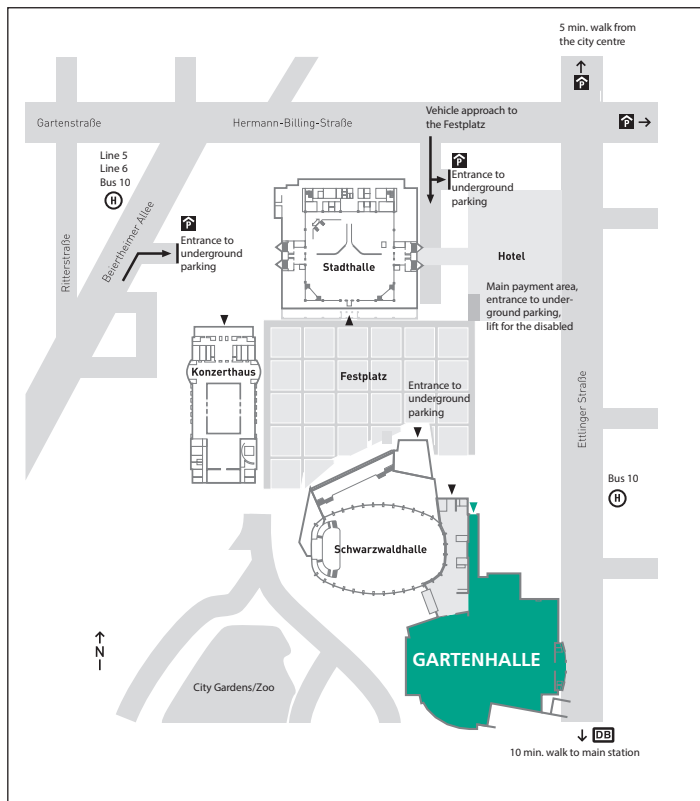 5 min. walk from
the city centre
P
Gartenstraße
Hermann-Billing-Straße
Vehicle approach to
the Festplatz
P
Line 5
Line 6
Bus 10
H
P
Entrance to
underground
parking
Beiertheimer Allee
Ritterstraße
P
Entrance to
underground
parking
Stadthalle
Hotel
Main payment area,
entrance to under-
ground parking,
lift for the disabled
Konzerthaus
Festplatz
Entrance to
underground
parking
Ettlinger Straße
Bus 10
H
Schwarzwaldhalle
GARTENHALLE
N
City Gardens/Zoo
DB
10 min. walk to main station